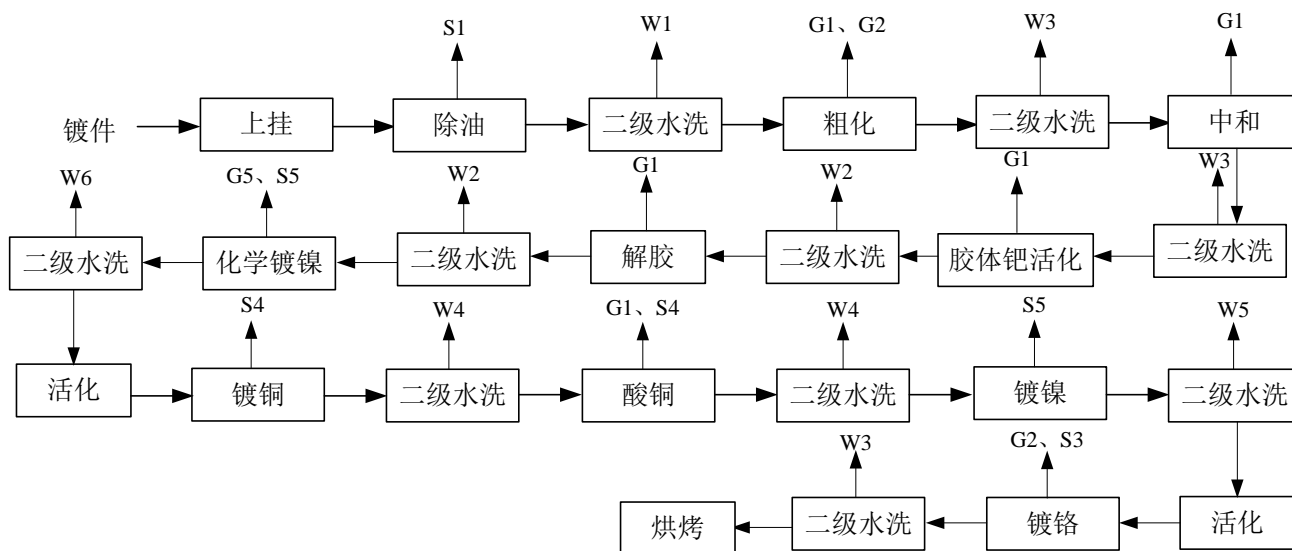 S1 W1 G1、G2 W3 G1
镀件 上挂 除油 二级水洗 粗化 二级水洗 中和
W6 G5、S5 W2 G1 W2 G1 W3
二级水洗 化学镀镍 二级水洗 解胶 二级水洗 胶体钯活化 二级水洗
S4 W4 G1、S4 W4 S5 W5
活化 镀铜 二级水洗 酸铜 二级水洗 镀镍 二级水洗
W3 G2、S3
烘烤 二级水洗 镀铬 活化